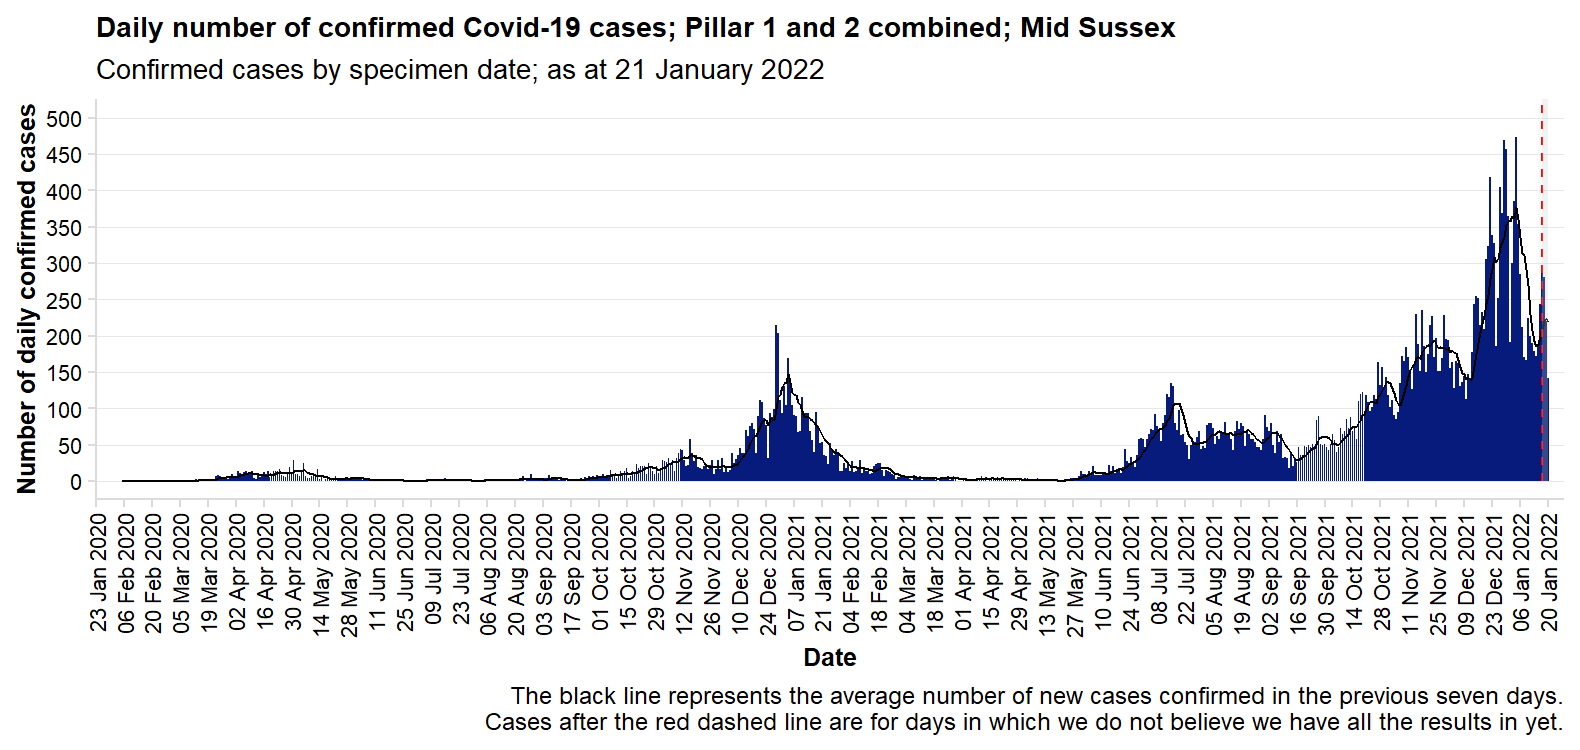 Daily number of confirmed Covid-19 cases; Pillar 1 and 2 combined; Mid Sussex
Confirmed cases by specimen date; as at 21 January 2022
Number of daily confirmed cases
500
450
400
350
300
250
200
150
100
50
0
23 Jan 2020
06 Feb 2020
20 Feb 2020
05 Mar 2020
19 Mar 2020
02 Apr 2020
16 Apr 2020
30 Apr 2020
14 May 2020
28 May 2020
11 Jun 2020
25 Jun 2020
09 Jul 2020
23 Jul 2020
06 Aug 2020
20 Aug 2020
03 Sep 2020
17 Sep 2020
01 Oct 2020
15 Oct 2020
29 Oct 2020
12 Nov 2020
26 Nov 2020
10 Dec 2020
24 Dec 2020
07 Jan 2021
21 Jan 2021
04 Feb 2021
18 Feb 2021
04 Mar 2021
18 Mar 2021
01 Apr 2021
15 Apr 2021
29 Apr 2021
13 May 2021
27 May 2021
10 Jun 2021
24 Jun 2021
08 Jul 2021
22 Jul 2021
05 Aug 2021
19 Aug 2021
02 Sep 2021
16 Sep 2021
30 Sep 2021
14 Oct 2021
28 Oct 2021
11 Nov 2021
25 Nov 2021
09 Dec 2021
23 Dec 2021
06 Jan 2022
20 Jan 2022
Date
The black line represents the average number of new cases confirmed in the previous seven days.
Cases after the red dashed line are for days in which we do not believe we have all the results in yet.